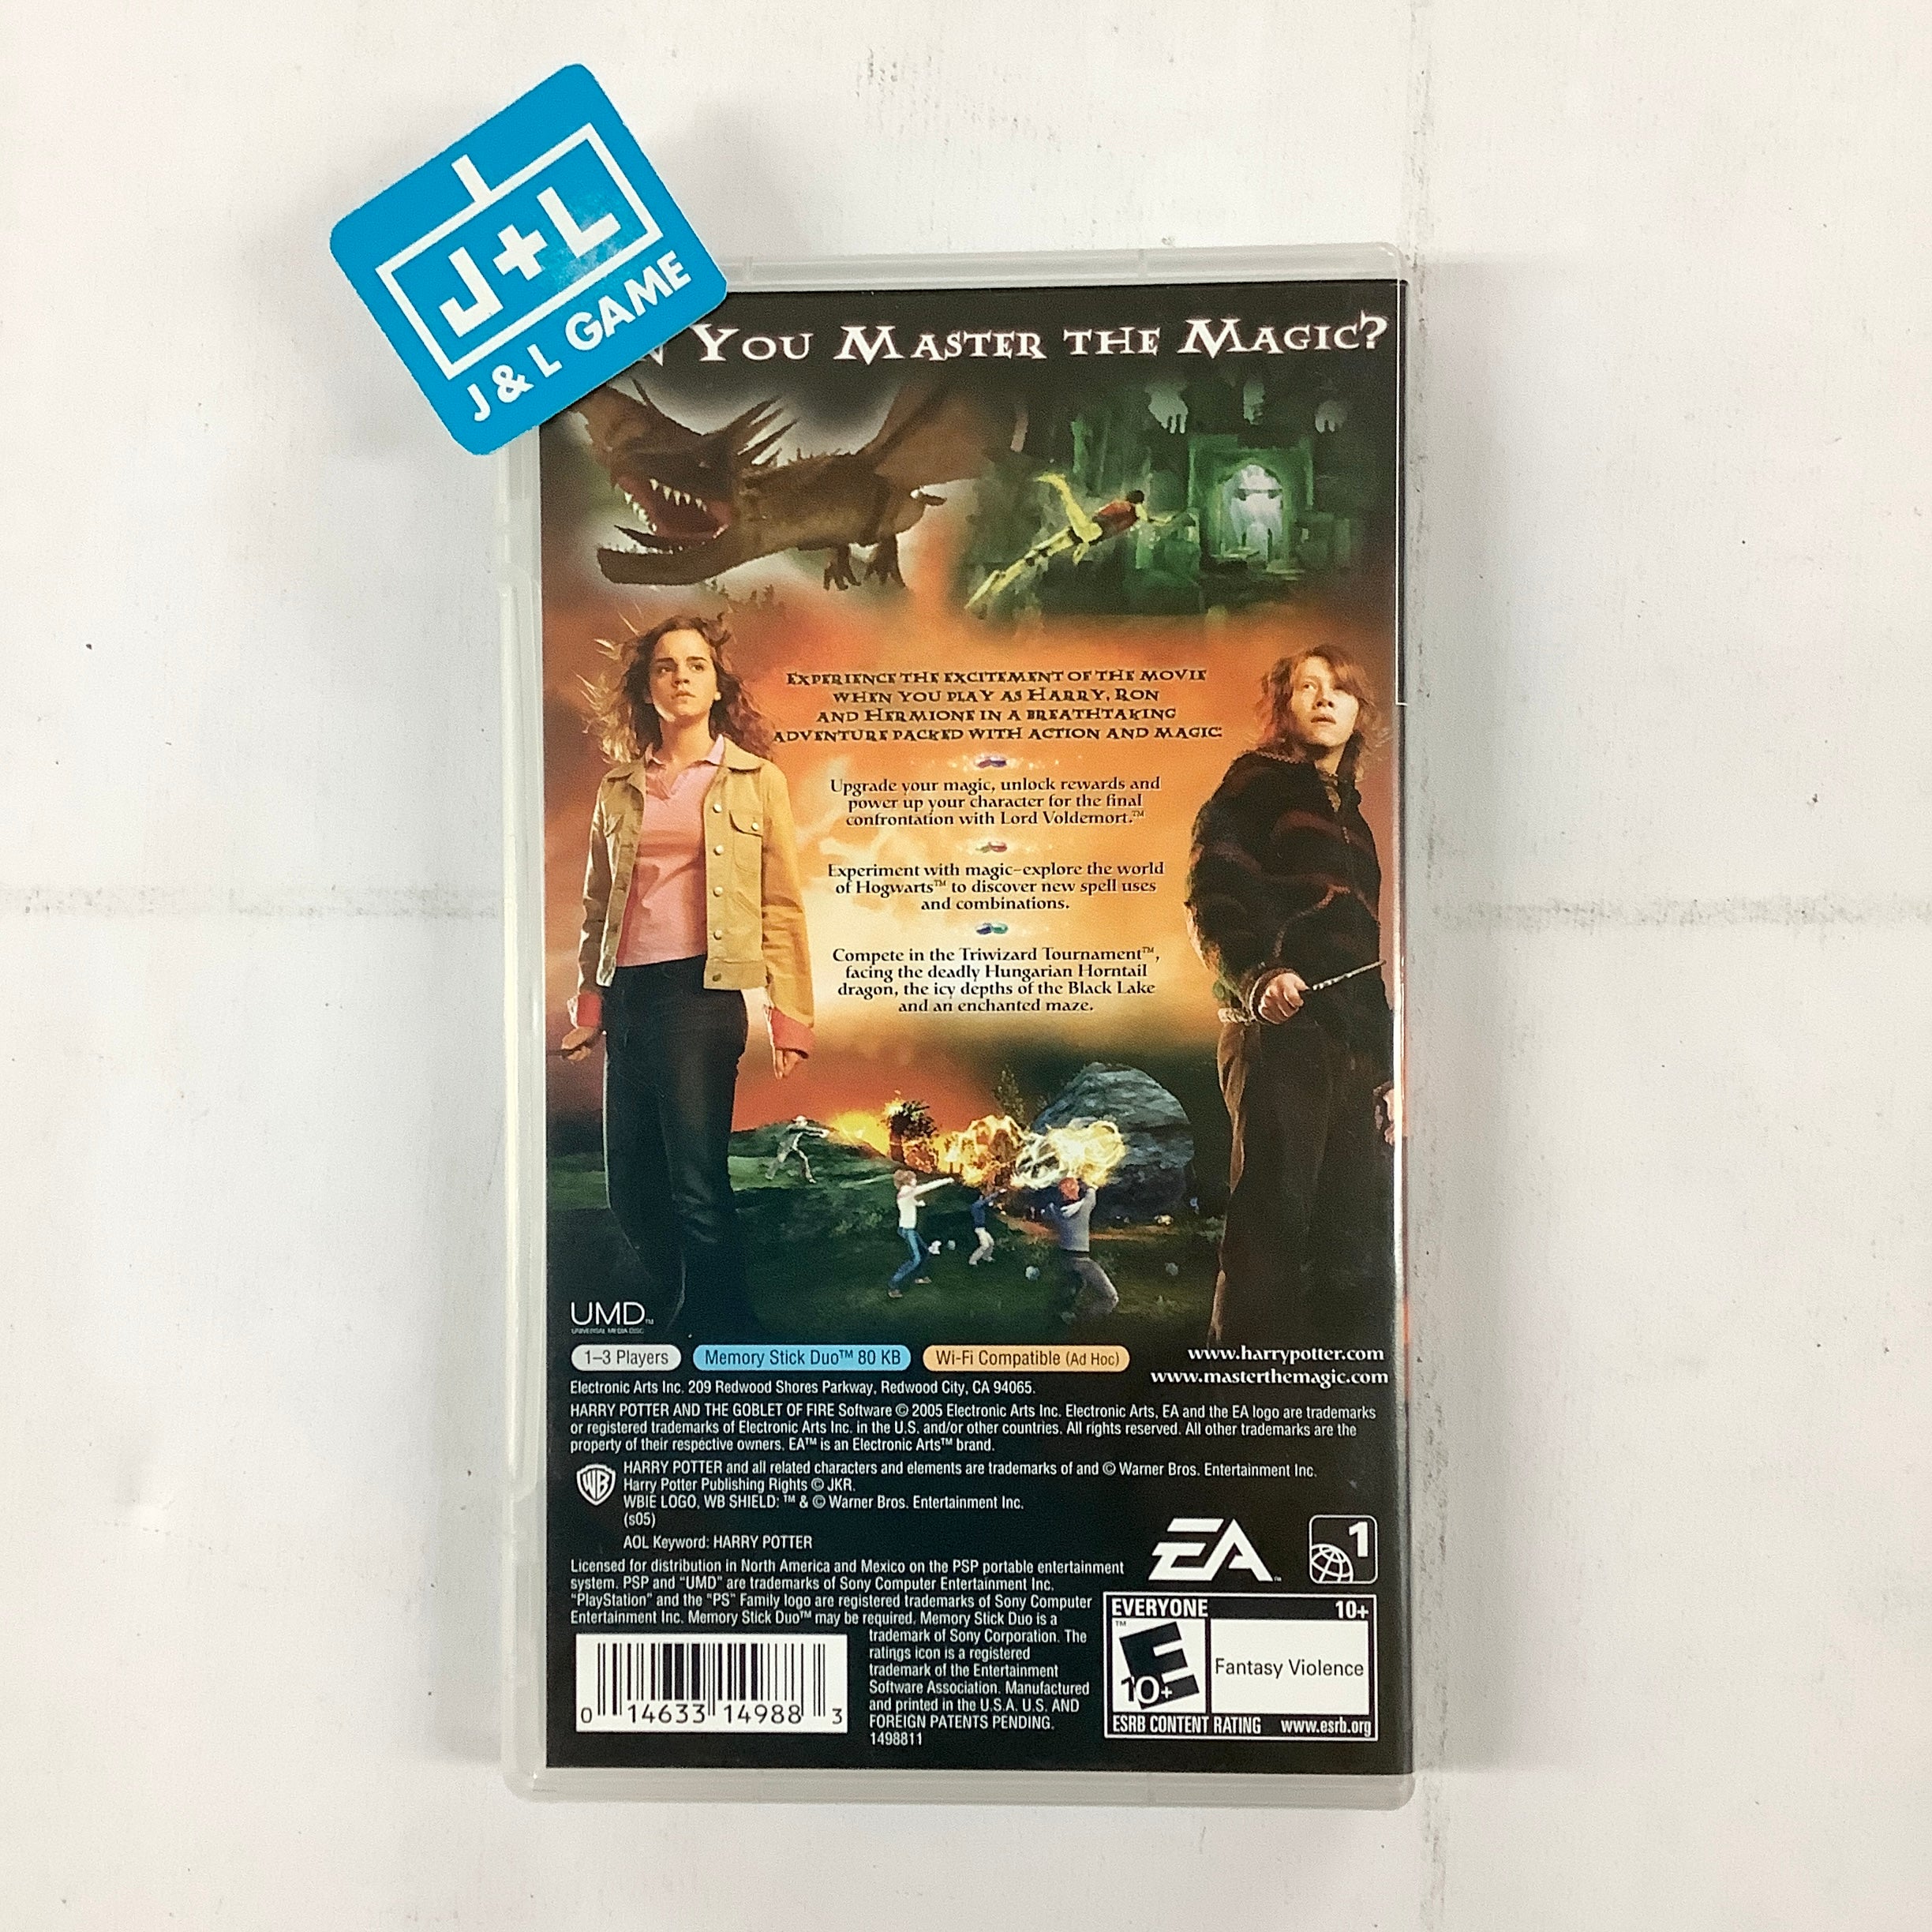 J+L
J & L GAME
YOU MASTER THE MAGIC?
EXPERIENCE THE EXCITEMENT OF THE MOVIE
WHEN YOU PLAY AS HARRY, RON
AND HERMIONE IN A BREATHTAKING
ADVENTURE PACKED WITH ACTION AND MAGIC.
Upgrade your magic, unlock rewards and
power up your character for the final
confrontation with Lord Voldemort.™
Experiment with magic–explore the world
of Hogwarts™ to discover new spell uses
and combinations.
Compete in the Triwizard Tournament™,
facing the deadly Hungarian Horntail
dragon, the icy depths of the Black Lake
and an enchanted maze.
UMD™
UNIVERSAL MEDIA DISC
1–3 Players
Memory Stick Duo™ 80 KB
Wi-Fi Compatible (Ad Hoc)
www.harrypotter.com
www.masterthemagic.com
Electronic Arts Inc. 209 Redwood Shores Parkway, Redwood City, CA 94065.
HARRY POTTER AND THE GOBLET OF FIRE Software © 2005 Electronic Arts Inc. Electronic Arts, EA and the EA logo are trademarks
or registered trademarks of Electronic Arts Inc. in the U.S. and/or other countries. All rights reserved. All other trademarks are the
property of their respective owners. EA™ is an Electronic Arts™ brand.
WB
HARRY POTTER and all related characters and elements are trademarks of and © Warner Bros. Entertainment Inc.
Harry Potter Publishing Rights © JKR.
WBIE LOGO, WB SHIELD: ™ & © Warner Bros. Entertainment Inc.
(s05)
AOL Keyword: HARRY POTTER
EA™
1
Licensed for distribution in North America and Mexico on the PSP portable entertainment
system. PSP and "UMD" are trademarks of Sony Computer Entertainment Inc.
"PlayStation" and the "PS" Family logo are registered trademarks of Sony Computer
Entertainment Inc. Memory Stick Duo™ may be required. Memory Stick Duo is a
trademark of Sony Corporation. The
ratings icon is a registered
trademark of the Entertainment
Software Association. Manufactured
and printed in the U.S.A. U.S. AND
FOREIGN PATENTS PENDING.
1498811
0 14633 14988 3
EVERYONE 10+
™
E
10+
Fantasy Violence
ESRB CONTENT RATING www.esrb.org